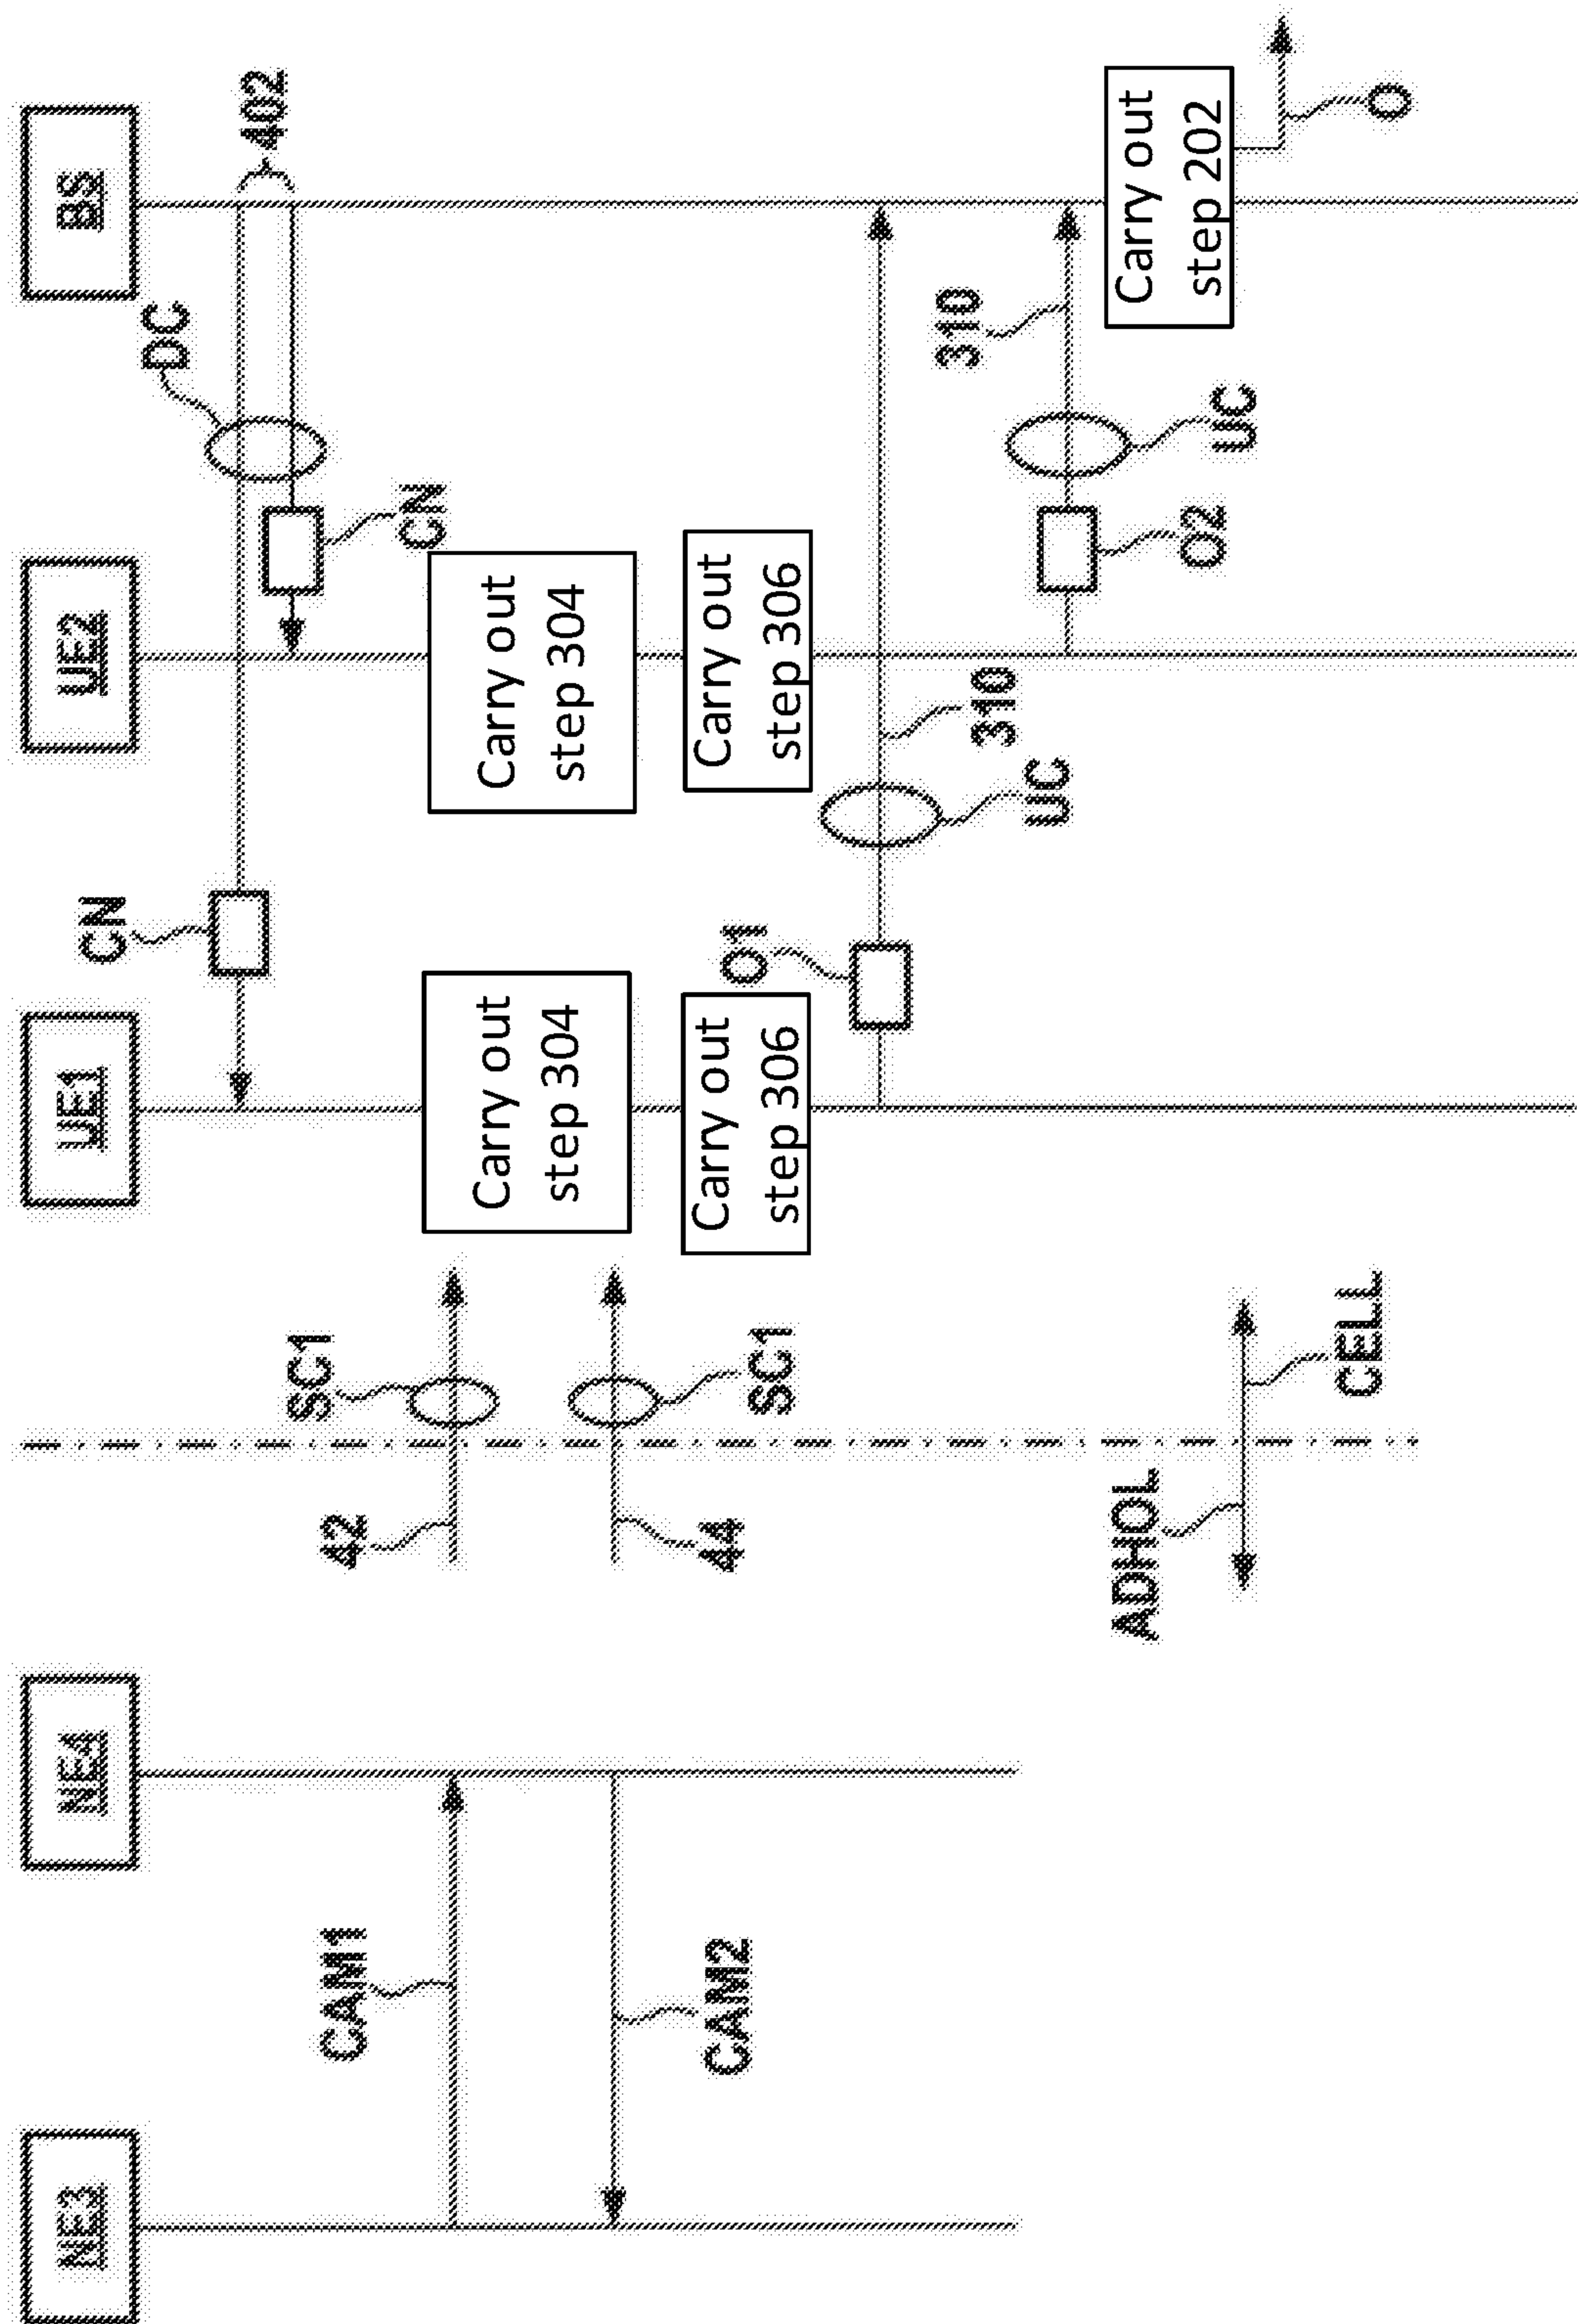 NE3
NE4
UE1
UE2
BS
CN
DC
402
CN
CAM1
42
SC1
Carry out
step 304
Carry out
step 304
CAM2
44
SC1
Carry out
step 306
Carry out
step 306
O1
UC
310
310
O2
UC
ADHOL
CELL
Carry out
step 202
O